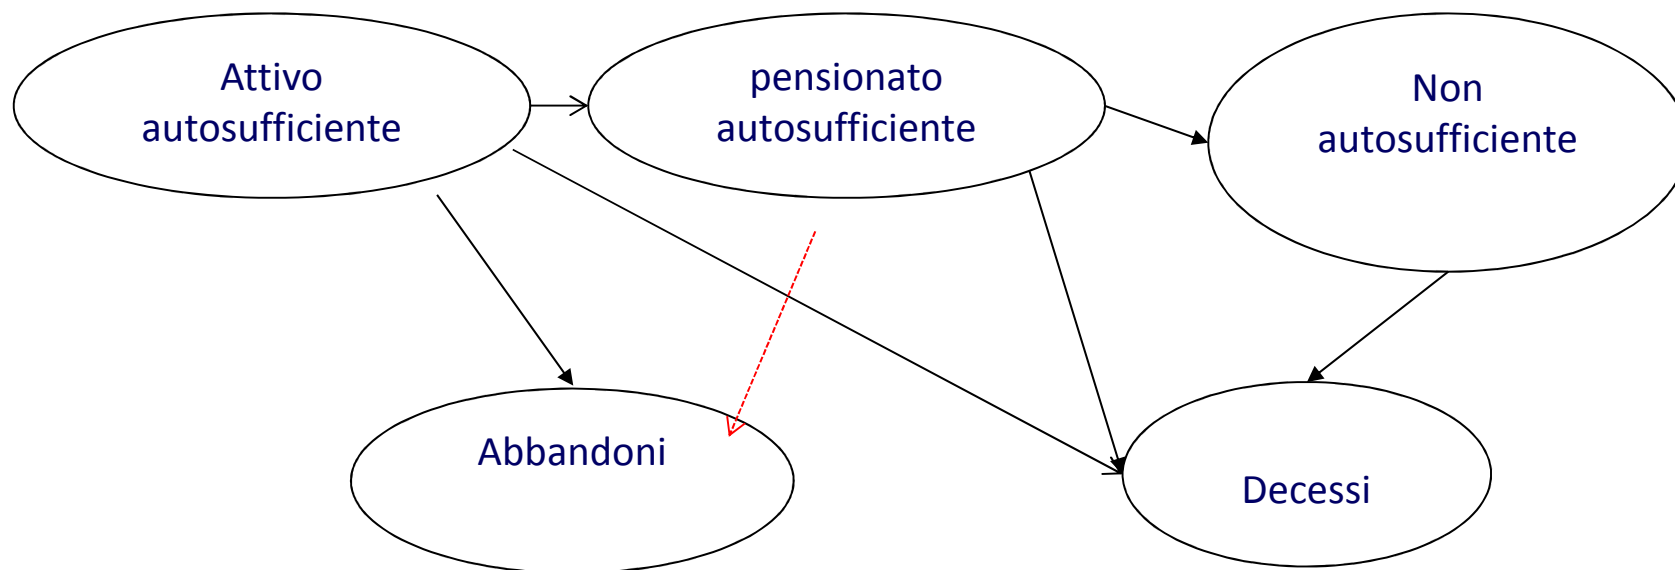 Attivo
autosufficiente
pensionato
autosufficiente
Non
autosufficiente
Abbandoni
Decessi